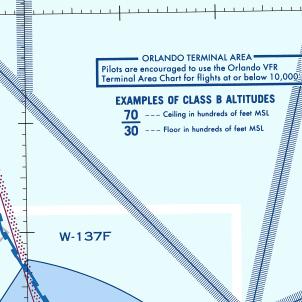 ORLANDO TERMINAL AREA
Pilots are encouraged to use the Orlando VFR
Terminal Area Chart for flights at or below 10,000
EXAMPLES OF CLASS B ALTITUDES
70 --- Ceiling in hundreds of feet MSL
30 --- Floor in hundreds of feet MSL
W-137F